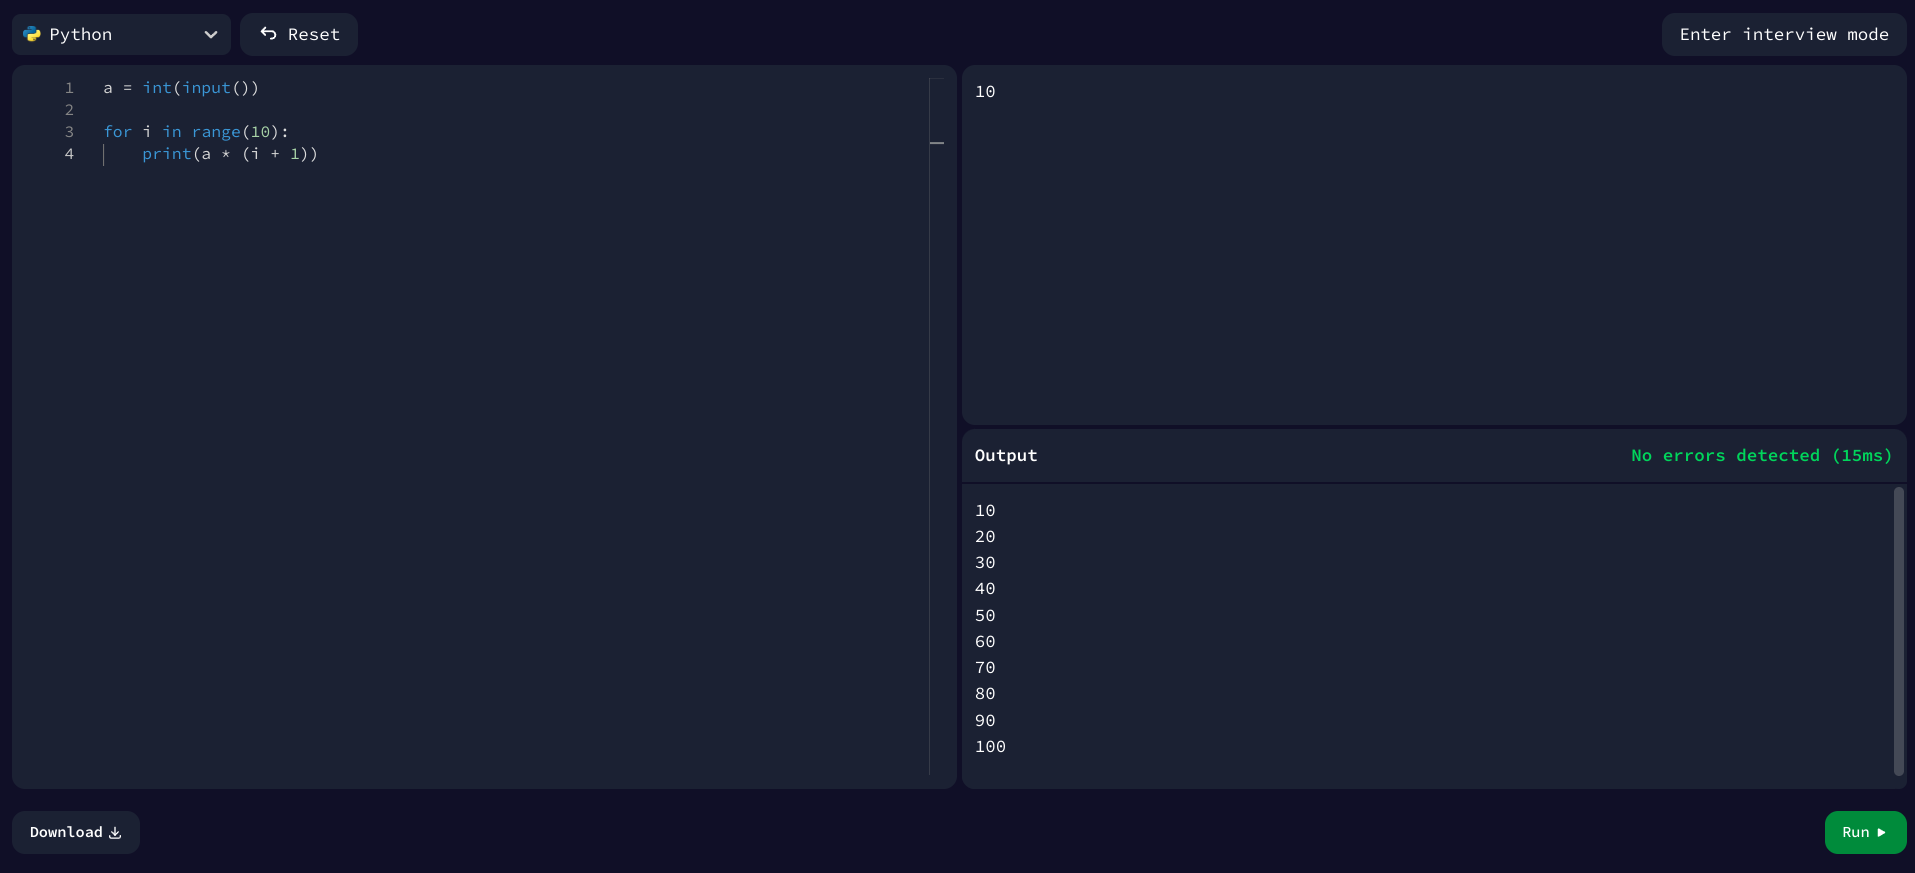 Python
Reset
Enter interview mode
1 a = int(input())
2
3 for i in range(10):
4     print(a * (i + 1))
10
Output
No errors detected (15ms)
10
20
30
40
50
60
70
80
90
100
Download
Run